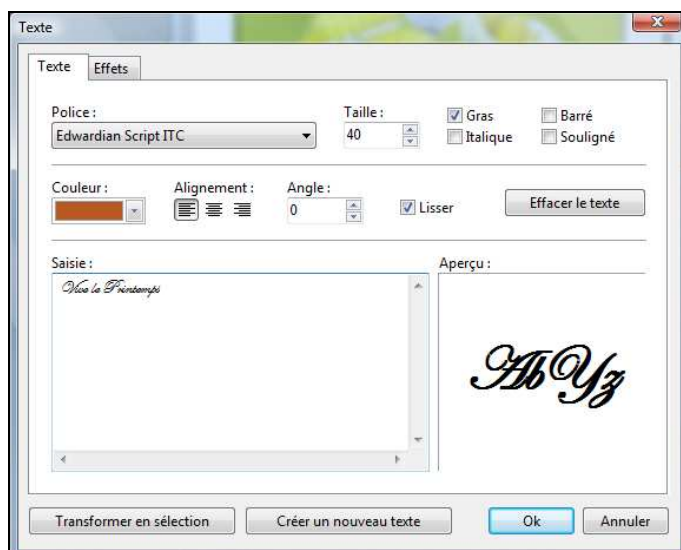 Texte
Texte Effets
Police : Taille :
Edwardian Script ITC 40 Gras Barré
Italique Souligné
Couleur : Alignement : Angle :
0 Lisser Effacer le texte
Saisie : Aperçu :
Vive le Printemps
AbYz
Transformer en sélection Créer un nouveau texte Ok Annuler